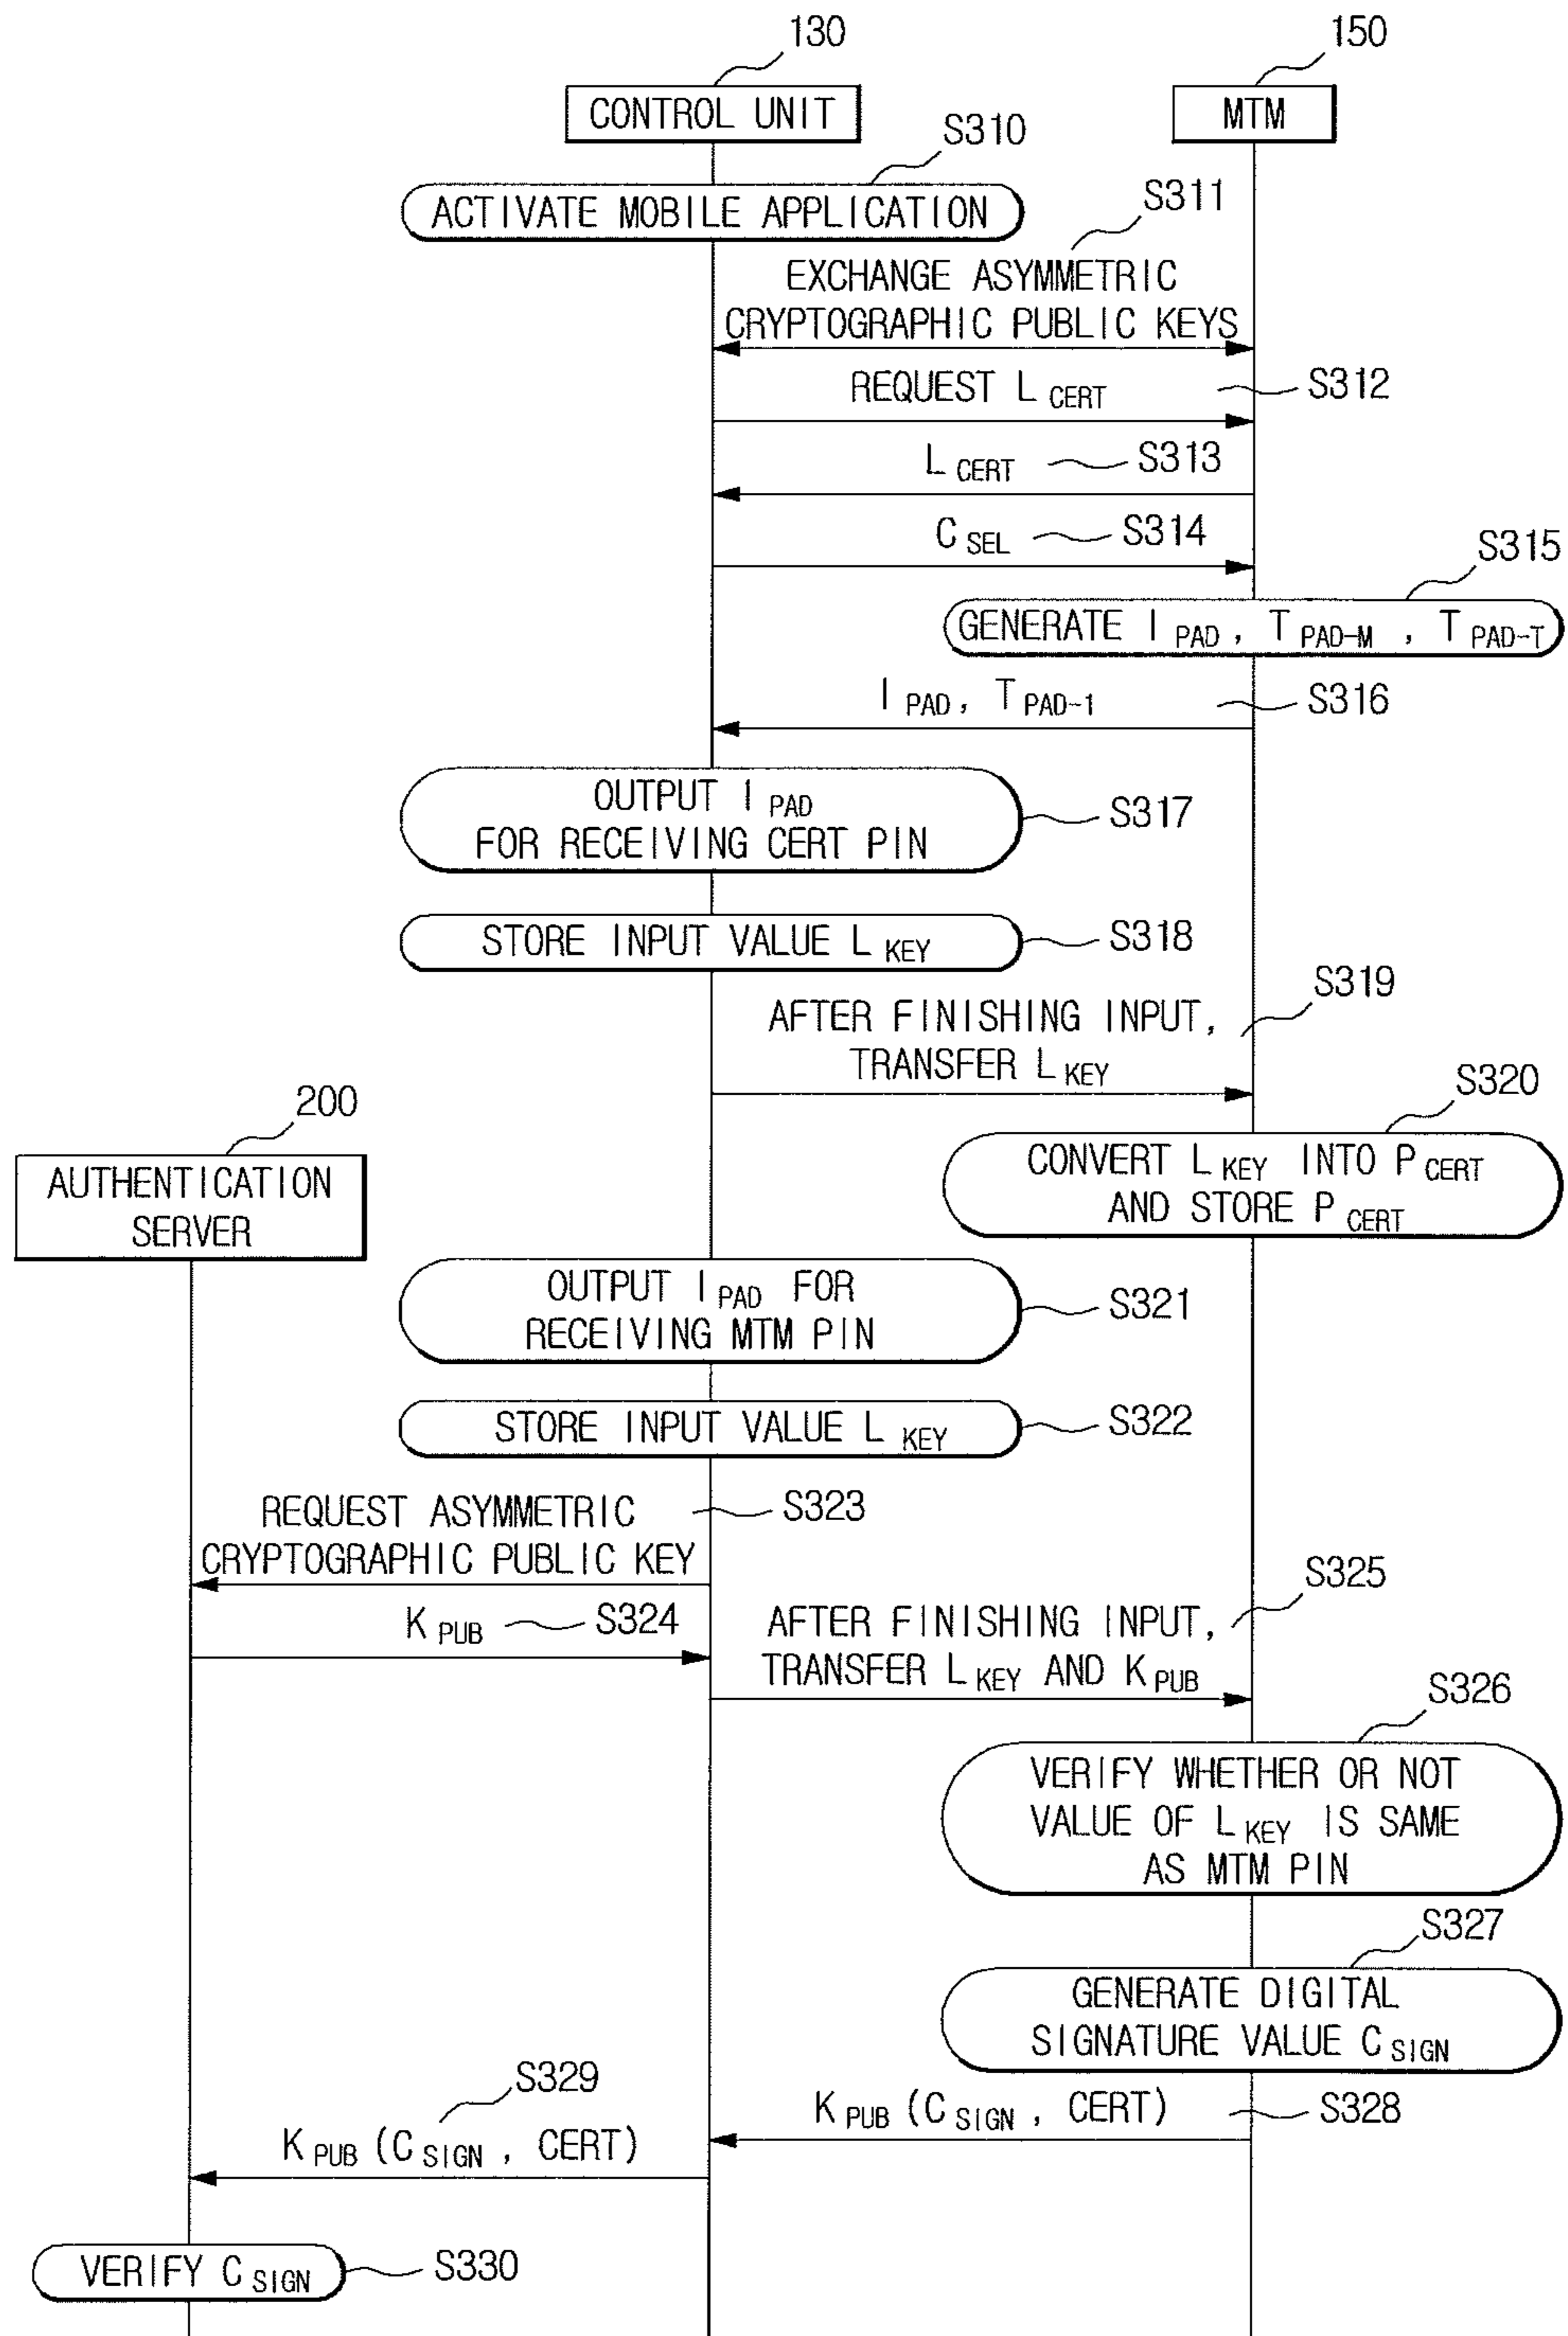 130
150
CONTROL UNIT
MTM
S310
ACTIVATE MOBILE APPLICATION
S311
EXCHANGE ASYMMETRIC
CRYPTOGRAPHIC PUBLIC KEYS
REQUEST L CERT
S312
L CERT
S313
C SEL
S314
S315
GENERATE I PAD, T PAD-M, T PAD-T
I PAD, T PAD-1
S316
OUTPUT I PAD
FOR RECEIVING CERT PIN
S317
STORE INPUT VALUE L KEY
S318
S319
AFTER FINISHING INPUT,
TRANSFER L KEY
S320
CONVERT L KEY INTO P CERT
AND STORE P CERT
200
AUTHENTICATION
SERVER
OUTPUT I PAD FOR
RECEIVING MTM PIN
S321
STORE INPUT VALUE L KEY
S322
REQUEST ASYMMETRIC
CRYPTOGRAPHIC PUBLIC KEY
S323
K PUB
S324
S325
AFTER FINISHING INPUT,
TRANSFER L KEY AND K PUB
S326
VERIFY WHETHER OR NOT
VALUE OF L KEY IS SAME
AS MTM PIN
S327
GENERATE DIGITAL
SIGNATURE VALUE C SIGN
K PUB (C SIGN, CERT)
S328
S329
K PUB (C SIGN, CERT)
VERIFY C SIGN
S330